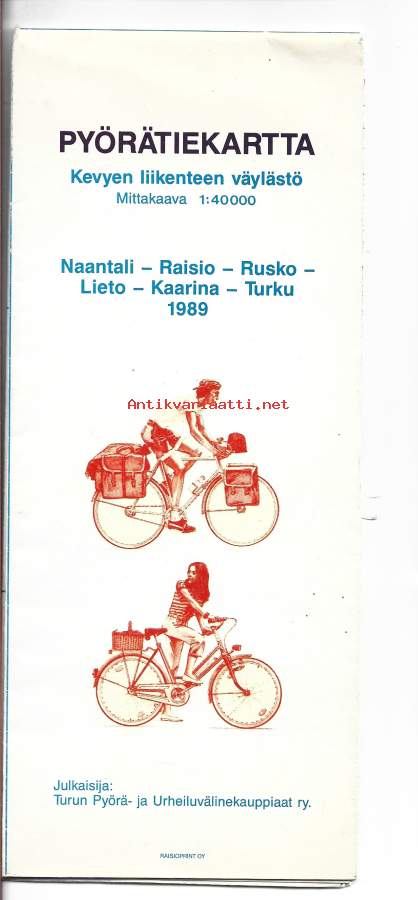 PYÖRÄTIEKARTTA
Kevyen liikenteen väylästö
Mittakaava 1:40000
Naantali – Raisio – Rusko –
Lieto – Kaarina – Turku
1989
Antikvariaatti.net
Julkaisija:
Turun Pyörä- ja Urheiluvälinekauppiaat ry.
RAISIOPRINT OY